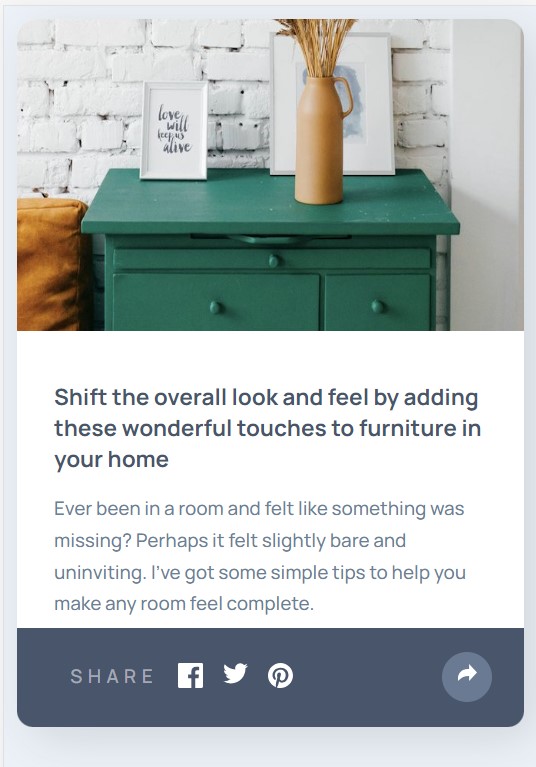 love
will
keep us
alive
Shift the overall look and feel by adding
these wonderful touches to furniture in
your home
Ever been in a room and felt like something was
missing? Perhaps it felt slightly bare and
uninviting. I’ve got some simple tips to help you
make any room feel complete.
SHARE